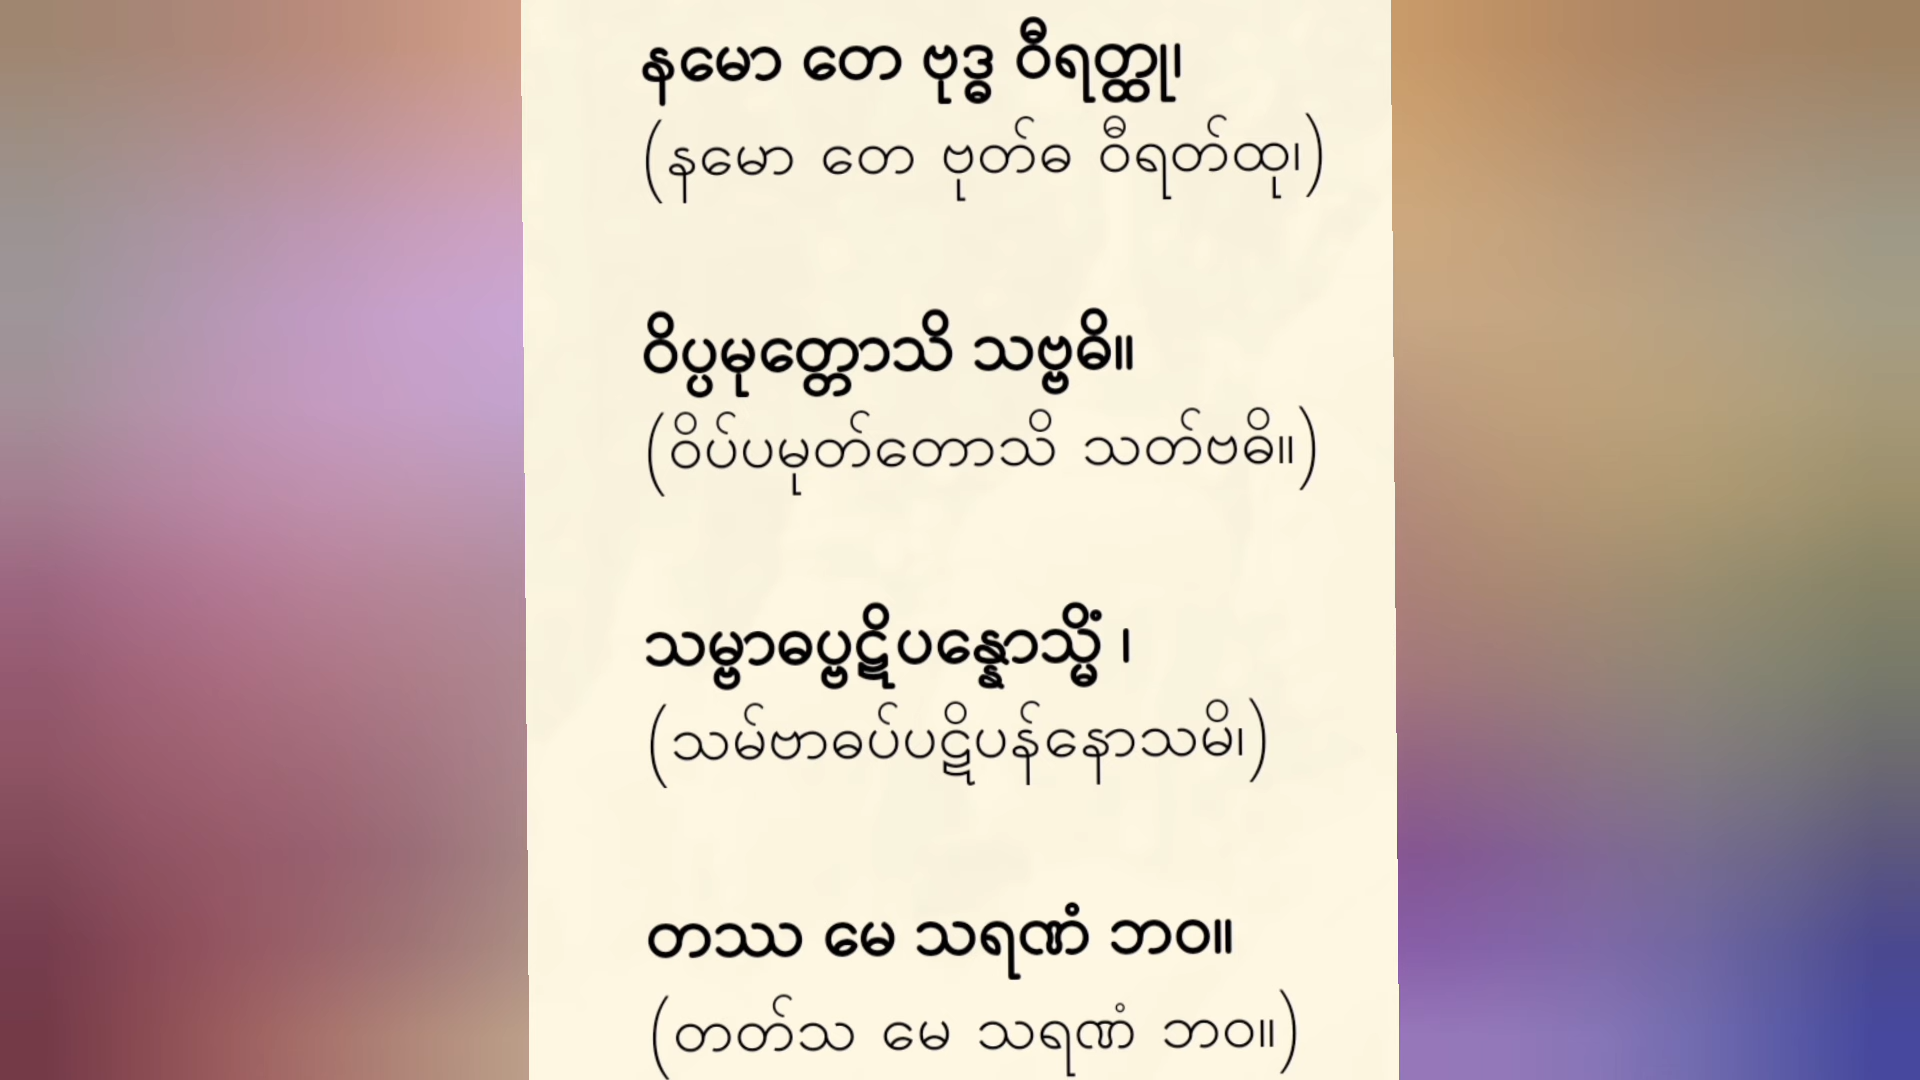 နမော တေ ဗုဒ္ဓ ဝီရတ္ထု၊
(နမော တေ ဗုတ်ဓ ဝီရတ်ထု၊)
ဝိပ္ပမုတ္တောသိ သဗ္ဗဓိ။
(ဝိပ်ပမုတ်တောသိ သတ်ဗဓိ။)
သမ္ဗာဓပ္ဗဋိပန္နောသ္မိံ ၊
(သမ်ဗာဓပ်ပဋိပန်နောသမိ၊)
တဿ မေ သရဏံ ဘဝ။
(တတ်သ မေ သရဏံ ဘဝ။)